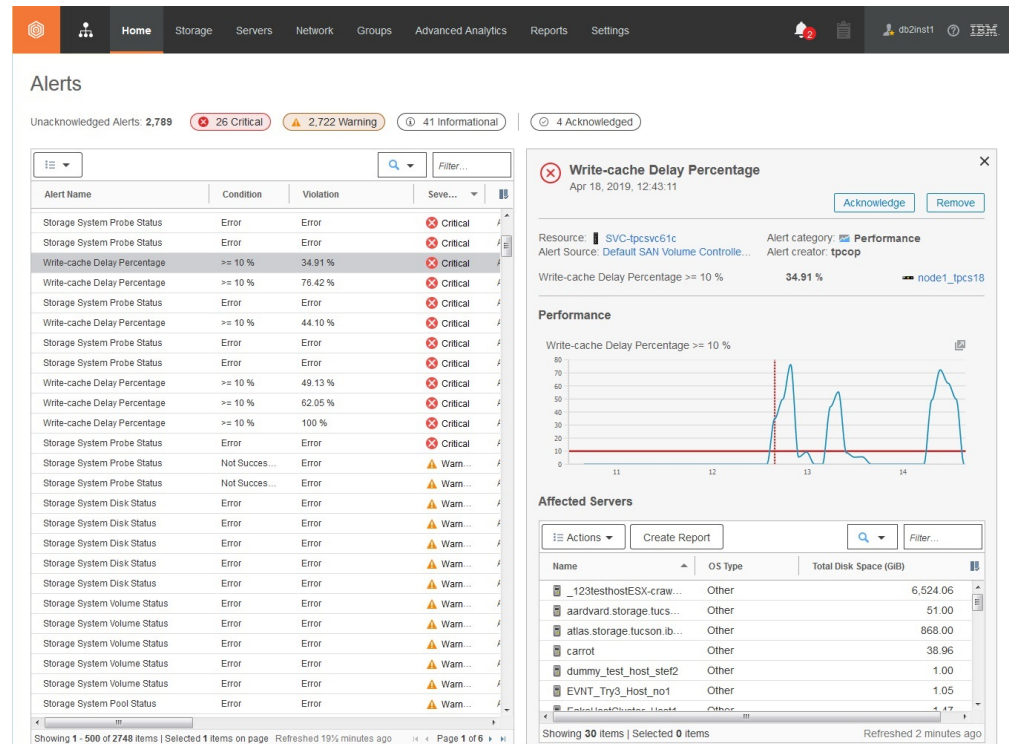 Home Storage Servers Network Groups Advanced Analytics Reports Settings 2 db2inst1 IBM
Alerts
Unacknowledged Alerts: 2,789 26 Critical 2,722 Warning 41 Informational 4 Acknowledged
Filter...
Alert Name Condition Violation Seve...
Storage System Probe Status Error Error Critical
Storage System Probe Status Error Error Critical
Write-cache Delay Percentage >= 10 % 34.91 % Critical
Write-cache Delay Percentage >= 10 % 76.42 % Critical
Storage System Probe Status Error Error Critical
Write-cache Delay Percentage >= 10 % 44.10 % Critical
Storage System Probe Status Error Error Critical
Storage System Probe Status Error Error Critical
Write-cache Delay Percentage >= 10 % 49.13 % Critical
Write-cache Delay Percentage >= 10 % 62.05 % Critical
Write-cache Delay Percentage >= 10 % 100 % Critical
Storage System Probe Status Error Error Critical
Storage System Probe Status Not Succes... Error Warn...
Storage System Probe Status Not Succes... Error Warn...
Storage System Disk Status Error Error Warn...
Storage System Disk Status Error Error Warn...
Storage System Disk Status Error Error Warn...
Storage System Disk Status Error Error Warn...
Storage System Disk Status Error Error Warn...
Storage System Volume Status Error Error Warn...
Storage System Volume Status Error Error Warn...
Storage System Volume Status Error Error Warn...
Storage System Volume Status Error Error Warn...
Storage System Volume Status Error Error Warn...
Storage System Pool Status Error Error Warn...
Showing 1 - 500 of 2748 items | Selected 1 items on page Refreshed 19½ minutes ago Page 1 of 6
Write-cache Delay Percentage
Apr 18, 2019, 12:43:11
Acknowledge Remove
Resource: SVC-tpcsvc61c Alert category: Performance
Alert Source: Default SAN Volume Controlle... Alert creator: tpcop
Write-cache Delay Percentage >= 10 % 34.91 % node1_tpcs18
Performance
Write-cache Delay Percentage >= 10 %
80
70
60
50
40
30
20
10
0
11 12 13 14
Affected Servers
Actions Create Report Filter...
Name OS Type Total Disk Space (GiB)
_123testhostESX-craw... Other 6,524.06
aardvard.storage.tucs... Other 51.00
atlas.storage.tucson.ib... Other 868.00
carrot Other 38.96
dummy_test_host_stef2 Other 1.00
EVNT_Try3_Host_no1 Other 1.05
FakeHostCluster_Host1 Other 1.47
Showing 30 items | Selected 0 items Refreshed 2 minutes ago